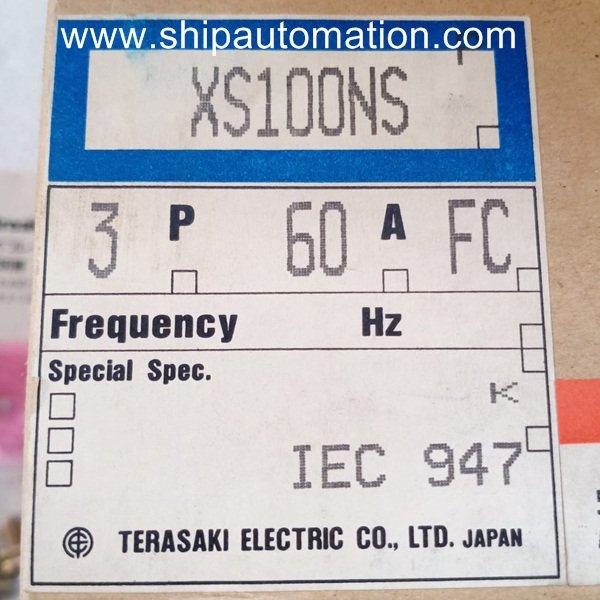 www.shipautomation.com
XS100NS
3 P 60 A FC
Frequency Hz
Special Spec.
K
IEC 947
TERASAKI ELECTRIC CO., LTD. JAPAN